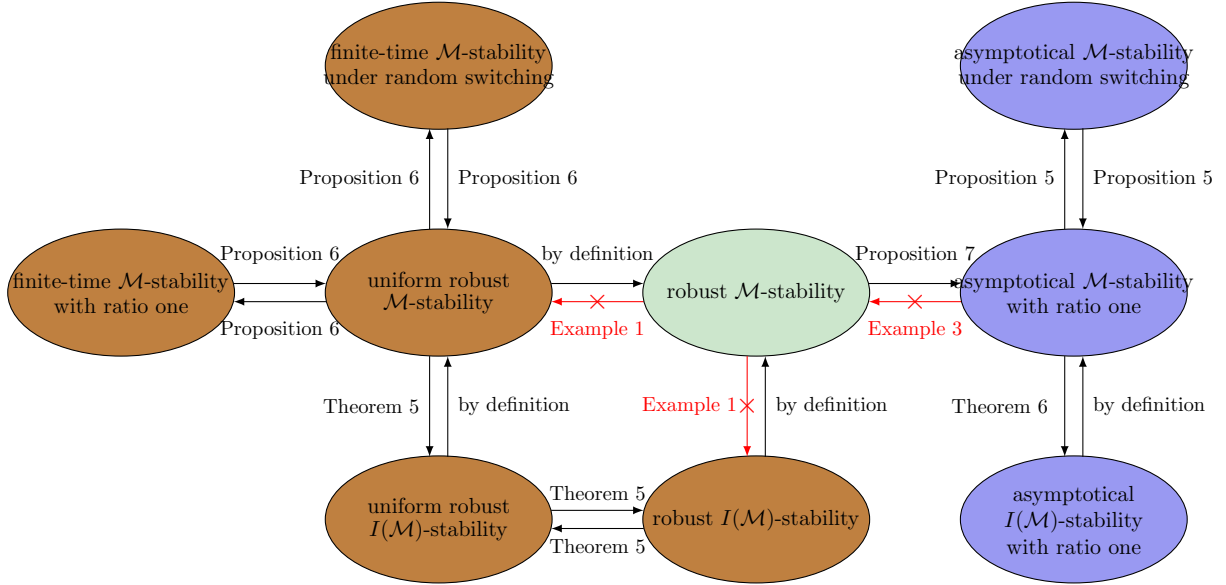 finite-time M-stability
under random switching
asymptotical M-stability
under random switching
Proposition 6
Proposition 6
Proposition 5
Proposition 5
finite-time M-stability
with ratio one
Proposition 6
Proposition 6
uniform robust
M-stability
by definition
Example 1
robust M-stability
Proposition 7
Example 3
asymptotical M-stability
with ratio one
Theorem 5
by definition
Example 1
by definition
Theorem 6
by definition
uniform robust
I(M)-stability
Theorem 5
Theorem 5
robust I(M)-stability
asymptotical
I(M)-stability
with ratio one